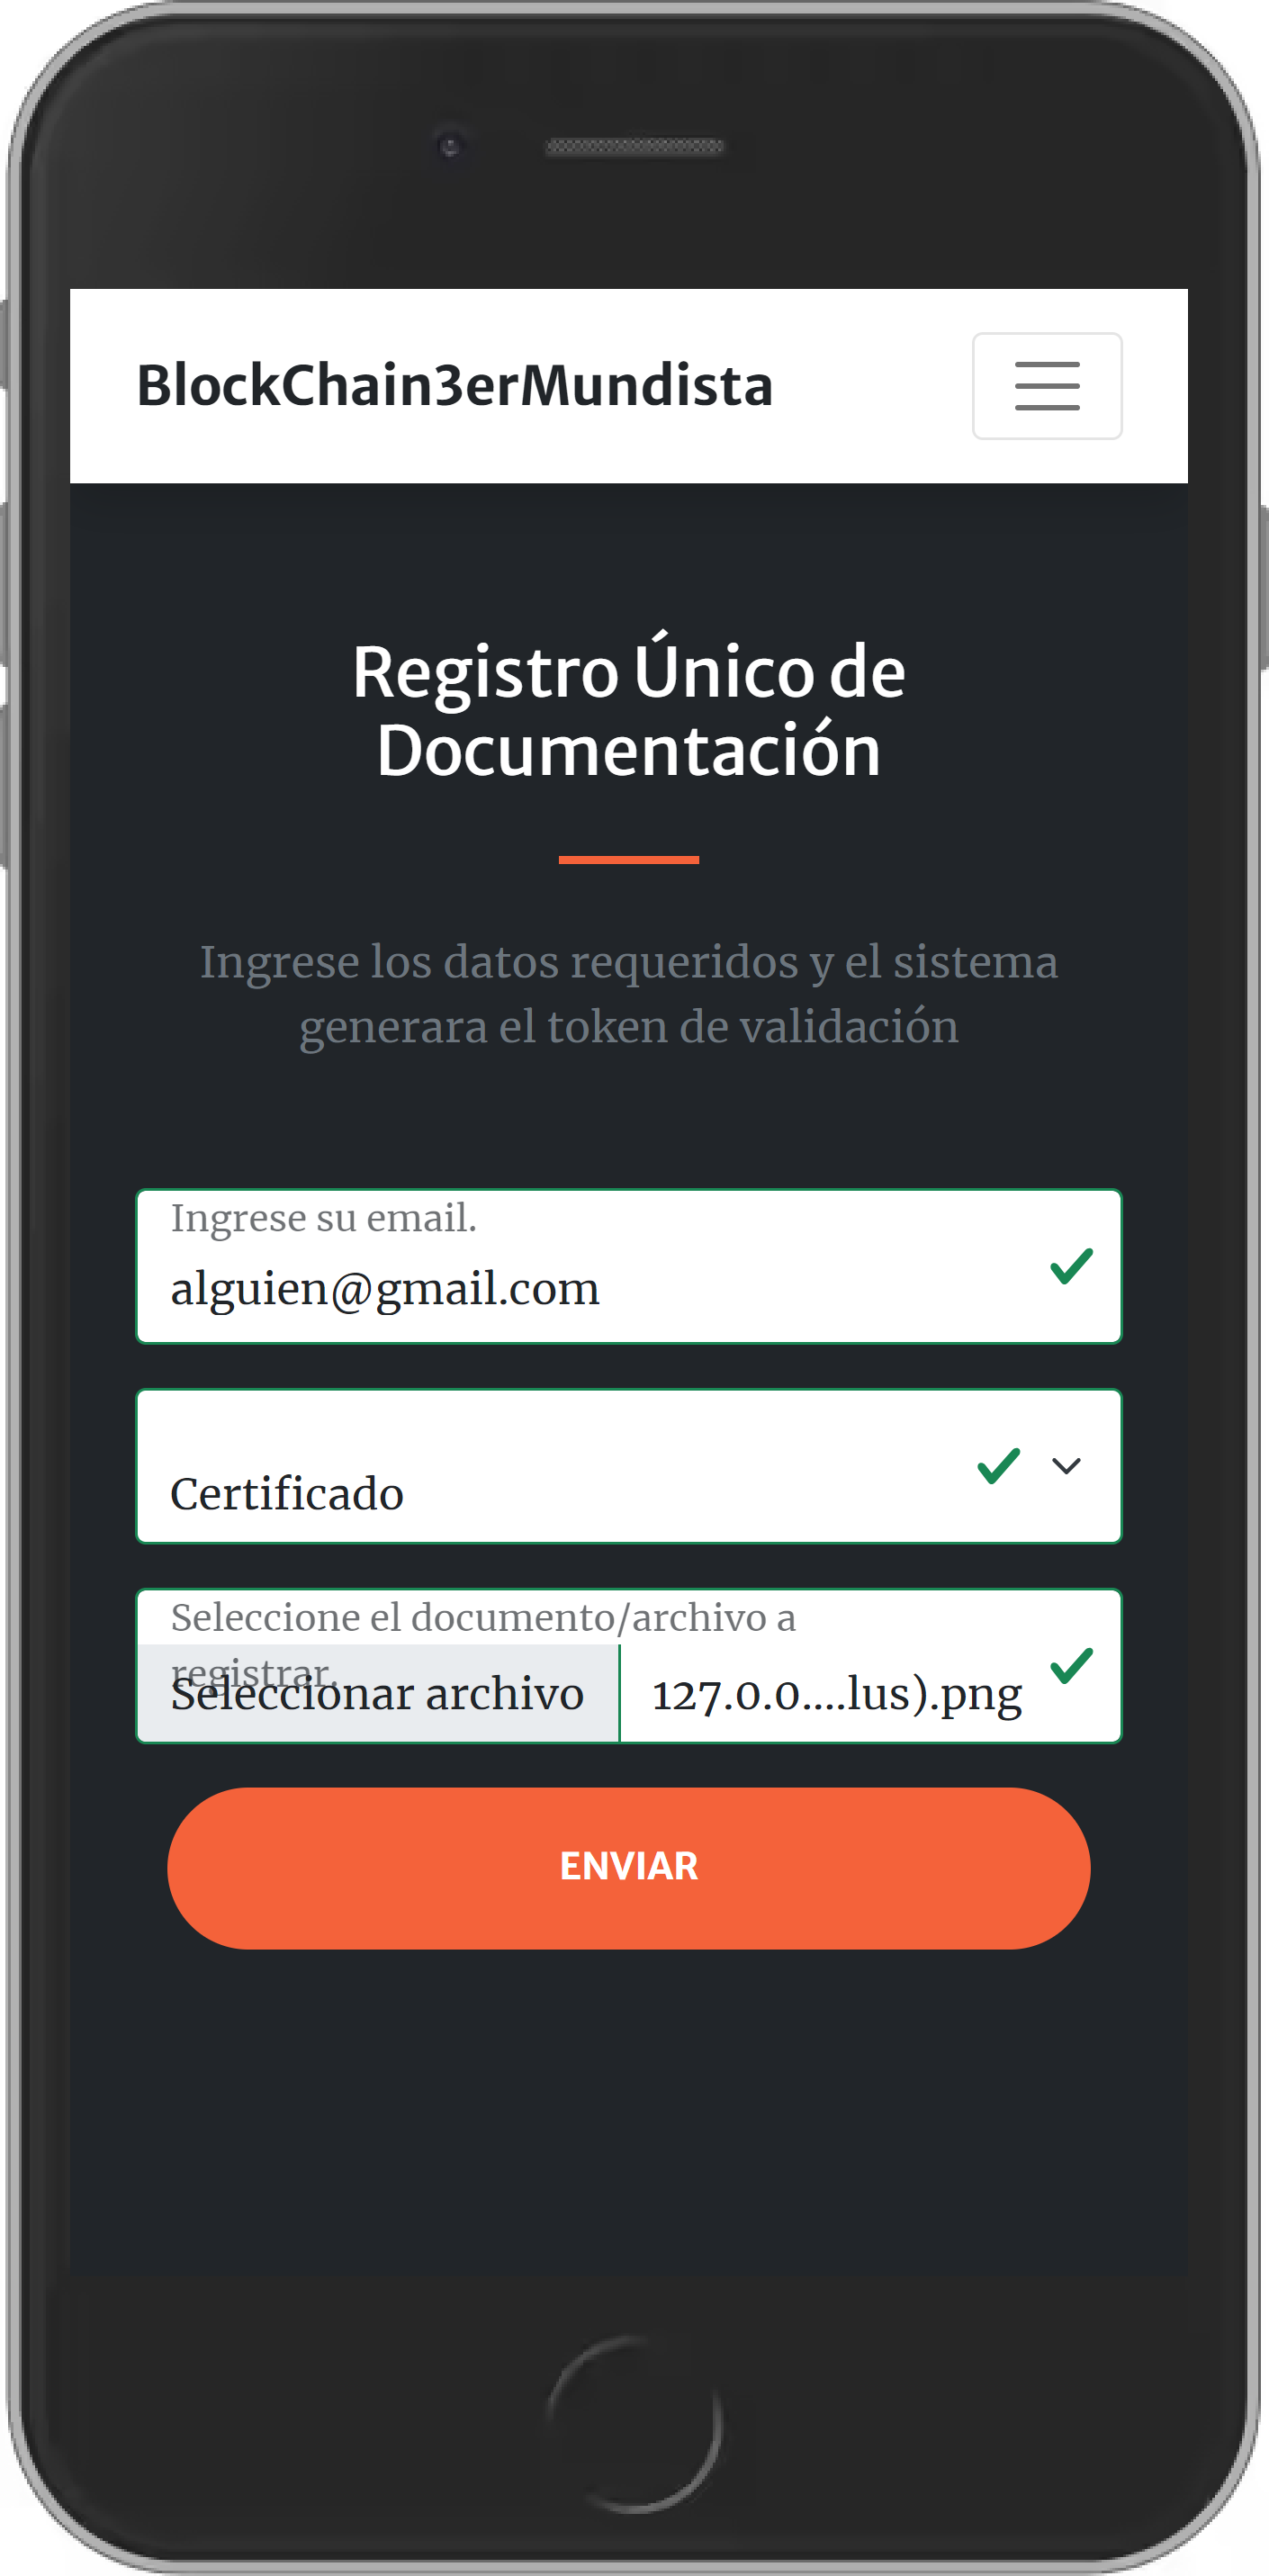 BlockChain3erMundista
Registro Único de
Documentación
Ingrese los datos requeridos y el sistema
generara el token de validación
Ingrese su email.
alguien@gmail.com
Certificado
Seleccione el documento/archivo a
registrar.
Seleccionar archivo 127.0.0....lus).png
ENVIAR